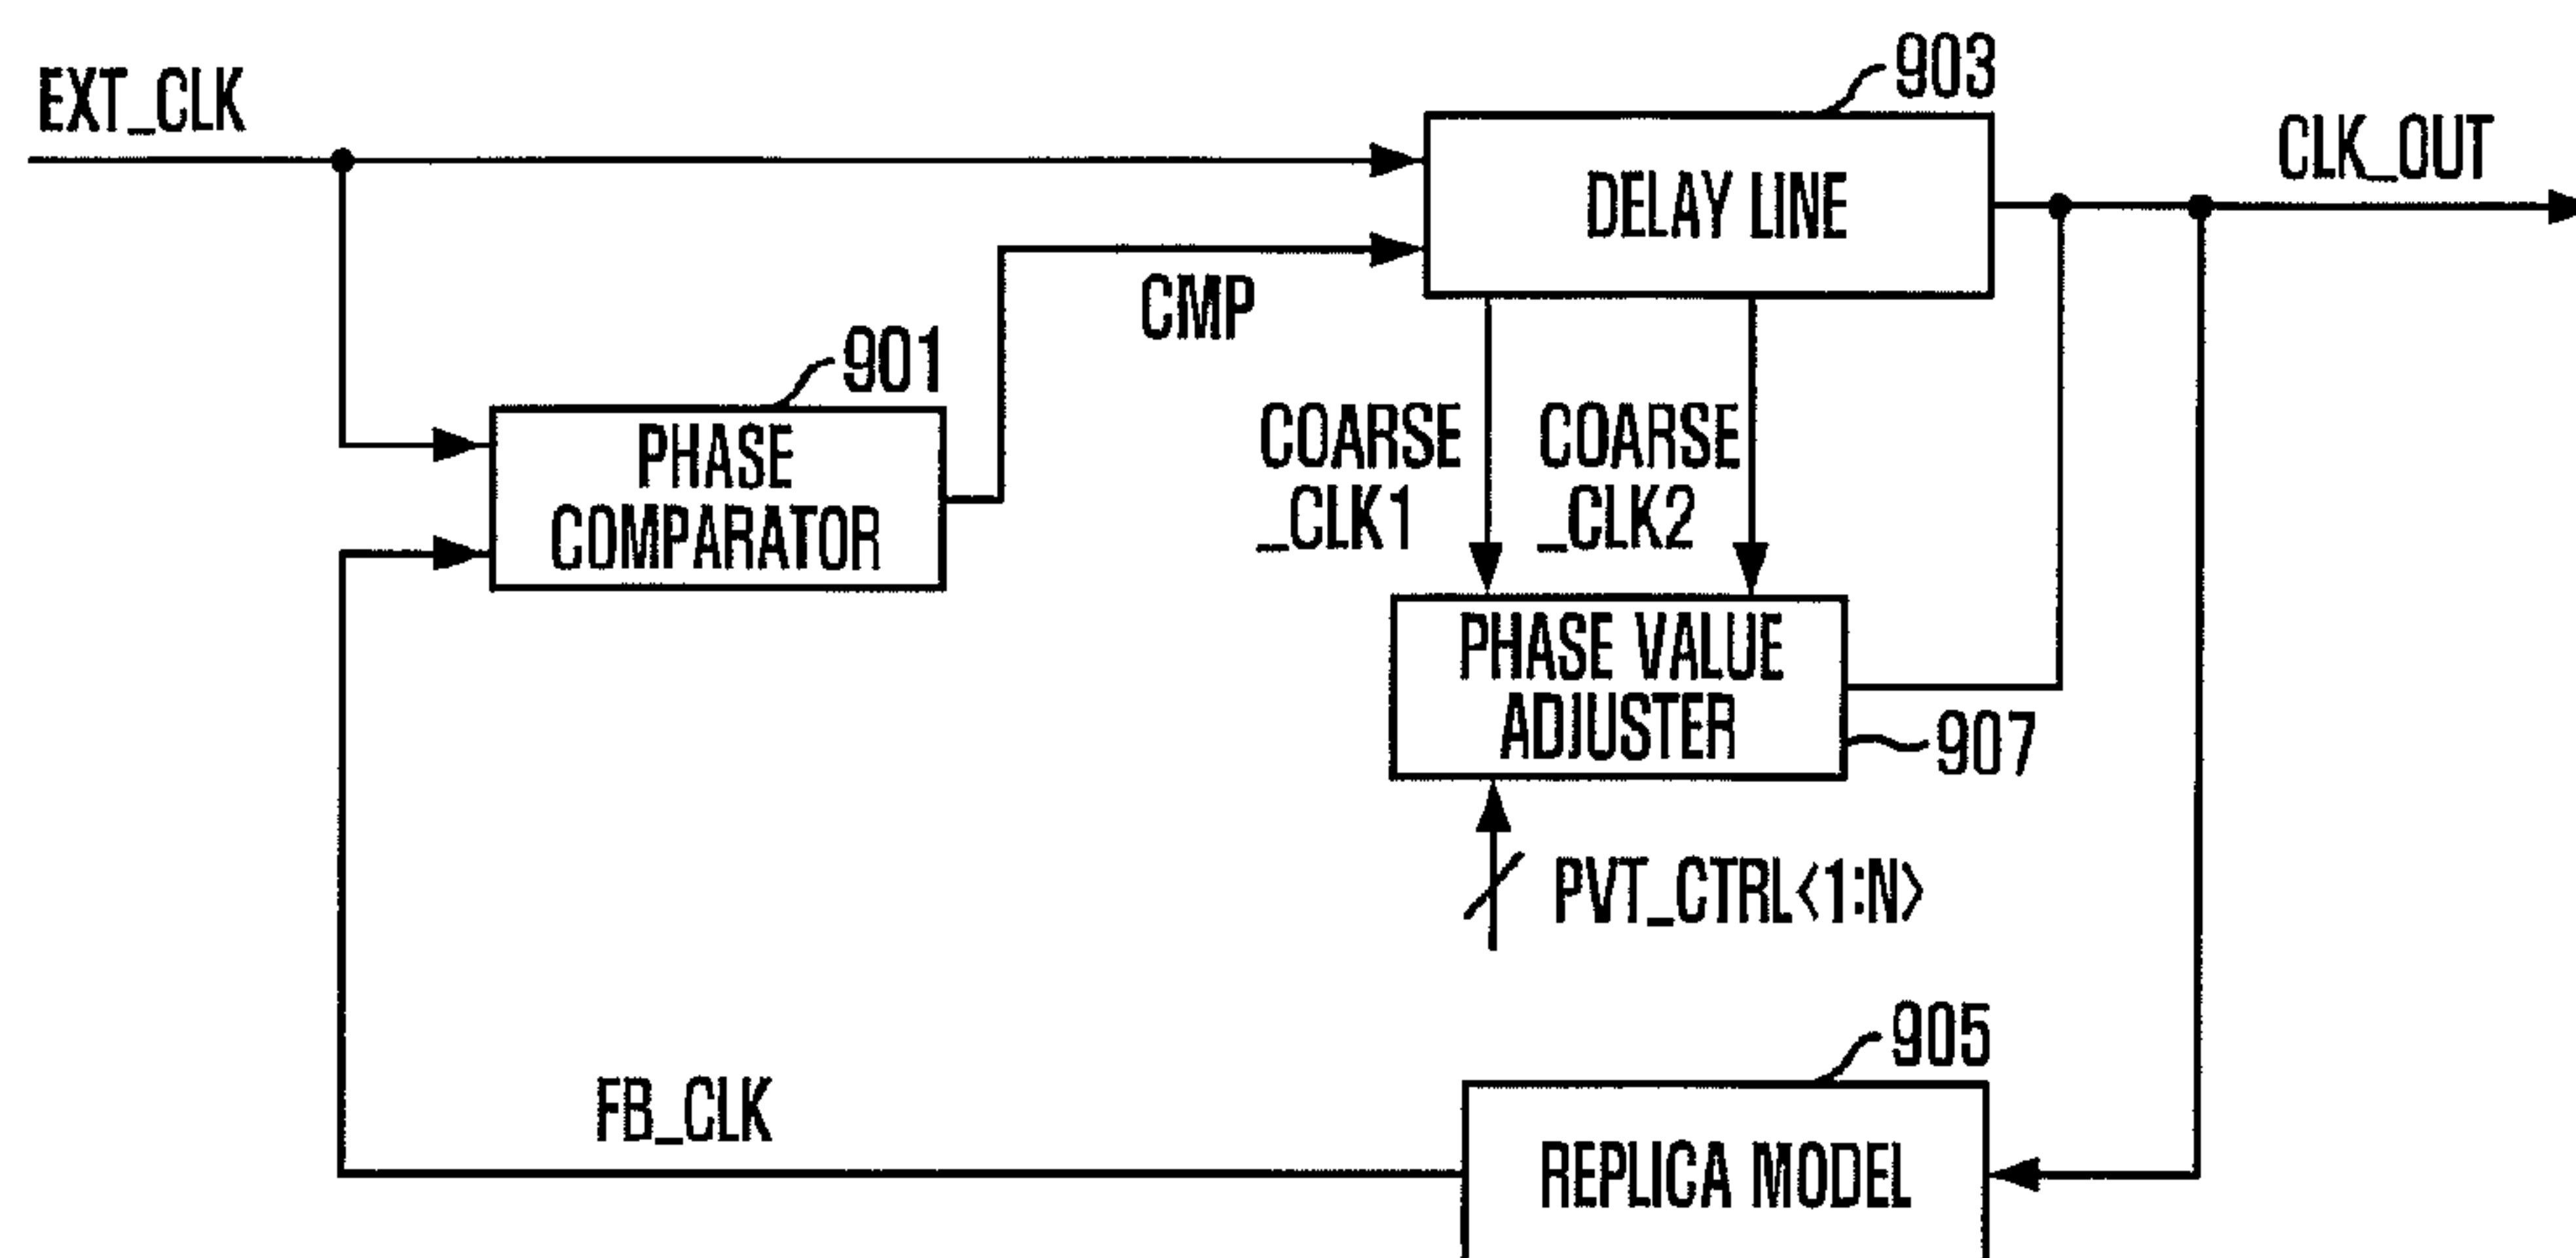 903
EXT_CLK
CLK_OUT
DELAY LINE
CMP
901
PHASE
COMPARATOR
COARSE
_CLK1
COARSE
_CLK2
PHASE VALUE
ADJUSTER
907
PVT_CTRL<1:N>
905
FB_CLK
REPLICA MODEL